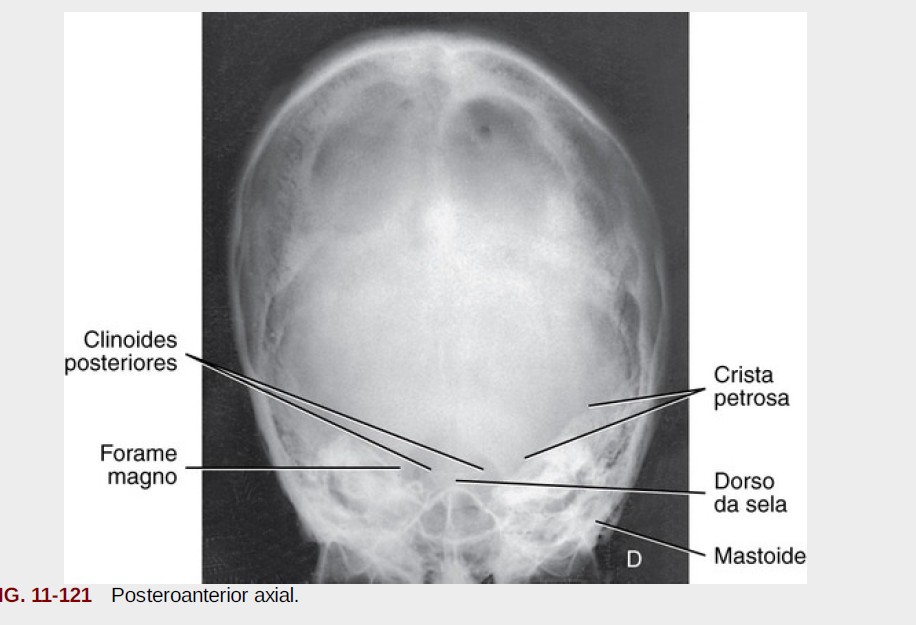 Clinoides
posteriores
Forame
magno
Crista
petrosa
Dorso
da sela
Mastoide
D
IG. 11-121 Posteroanterior axial.